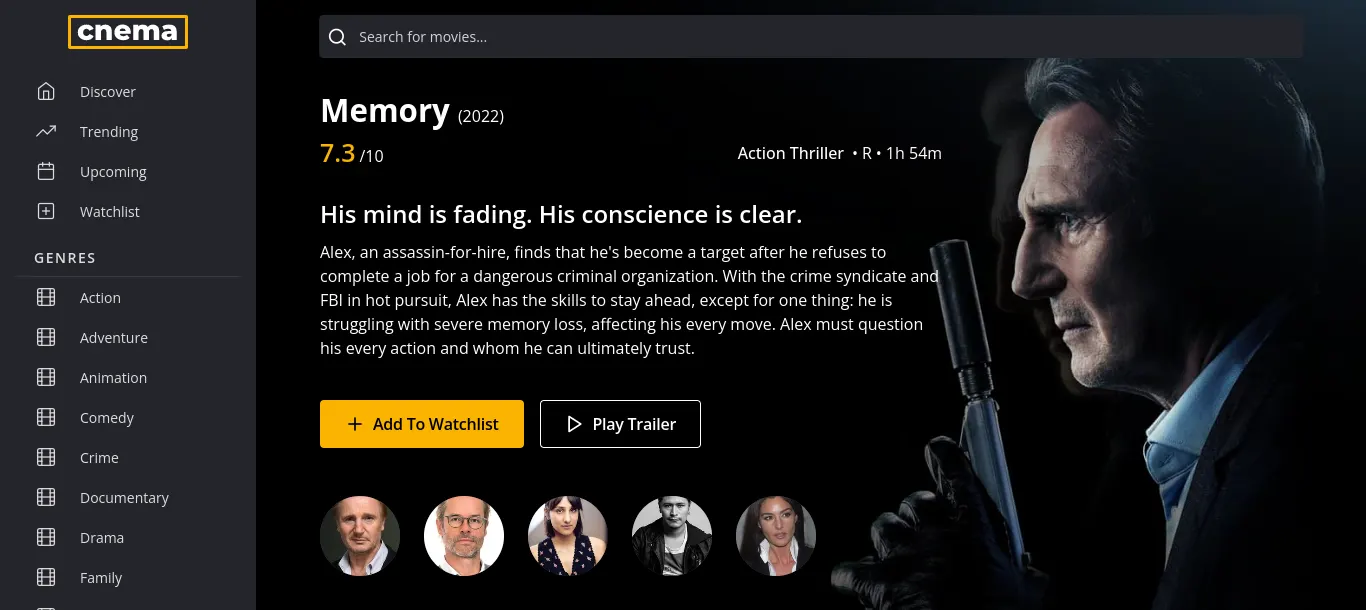 cnema
Discover
Trending
Upcoming
Watchlist
GENRES
Action
Adventure
Animation
Comedy
Crime
Documentary
Drama
Family
Search for movies...
Memory (2022)
7.3 /10
Action Thriller • R • 1h 54m
His mind is fading. His conscience is clear.
Alex, an assassin-for-hire, finds that he's become a target after he refuses to
complete a job for a dangerous criminal organization. With the crime syndicate and
FBI in hot pursuit, Alex has the skills to stay ahead, except for one thing: he is
struggling with severe memory loss, affecting his every move. Alex must question
his every action and whom he can ultimately trust.
Add To Watchlist
Play Trailer